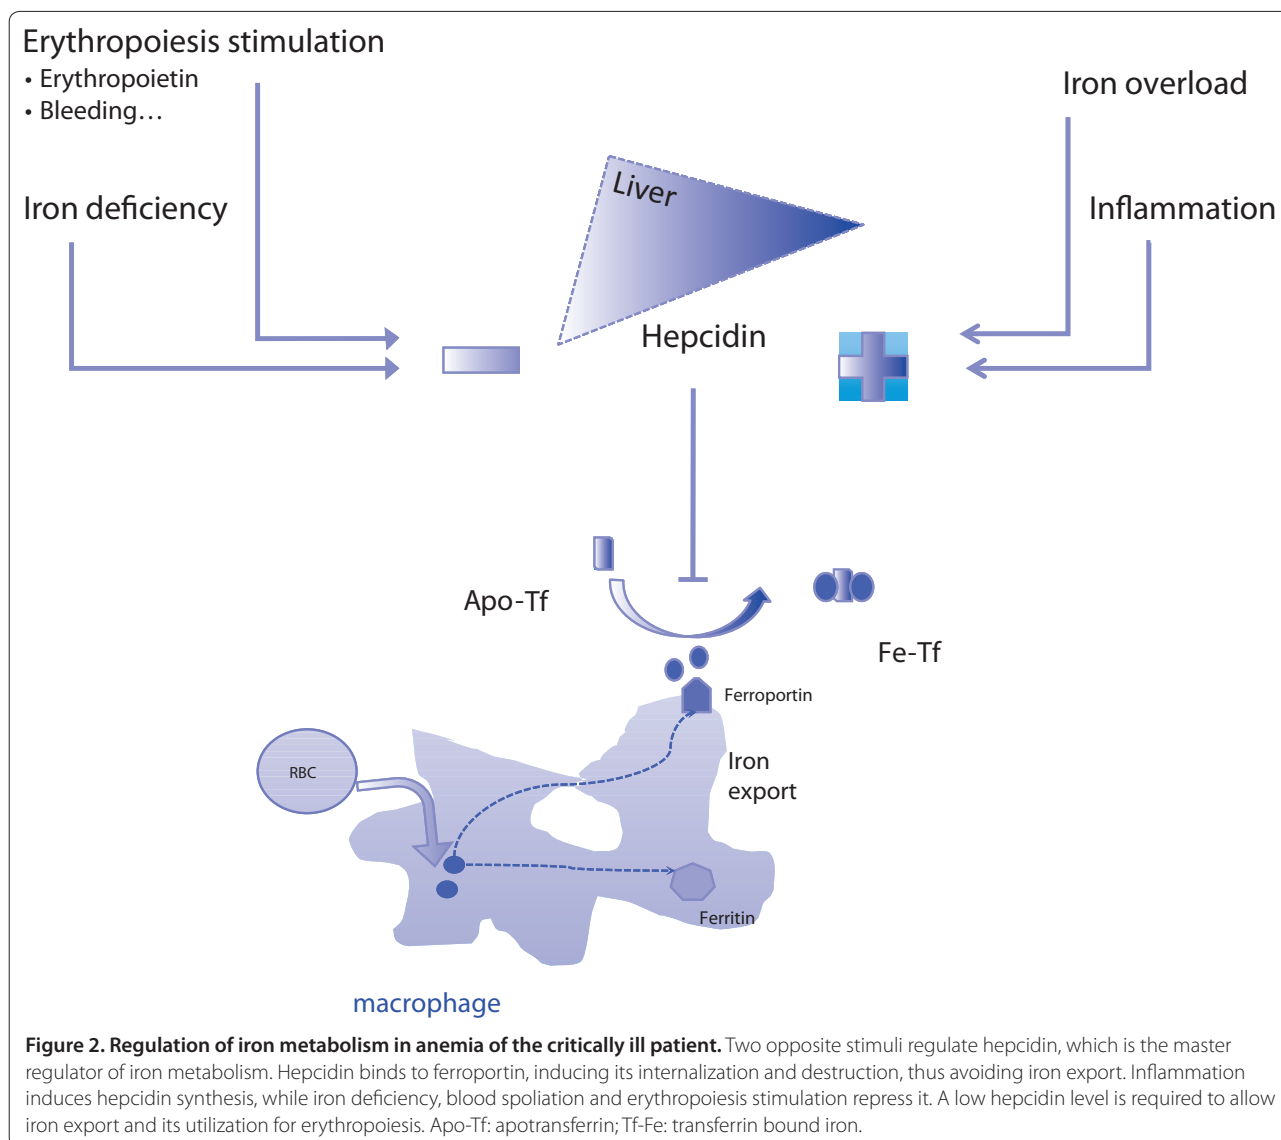 Erythropoiesis stimulation
• Erythropoietin
• Bleeding…
Iron overload
Liver
Iron deficiency
Inflammation
Hepcidin
Apo-Tf
Fe-Tf
Ferroportin
RBC
Iron
export
Ferritin
macrophage
Figure 2. Regulation of iron metabolism in anemia of the critically ill patient. Two opposite stimuli regulate hepcidin, which is the master
regulator of iron metabolism. Hepcidin binds to ferroportin, inducing its internalization and destruction, thus avoiding iron export. Inflammation
induces hepcidin synthesis, while iron deficiency, blood spoliation and erythropoiesis stimulation repress it. A low hepcidin level is required to allow
iron export and its utilization for erythropoiesis. Apo-Tf: apotransferrin; Tf-Fe: transferrin bound iron.